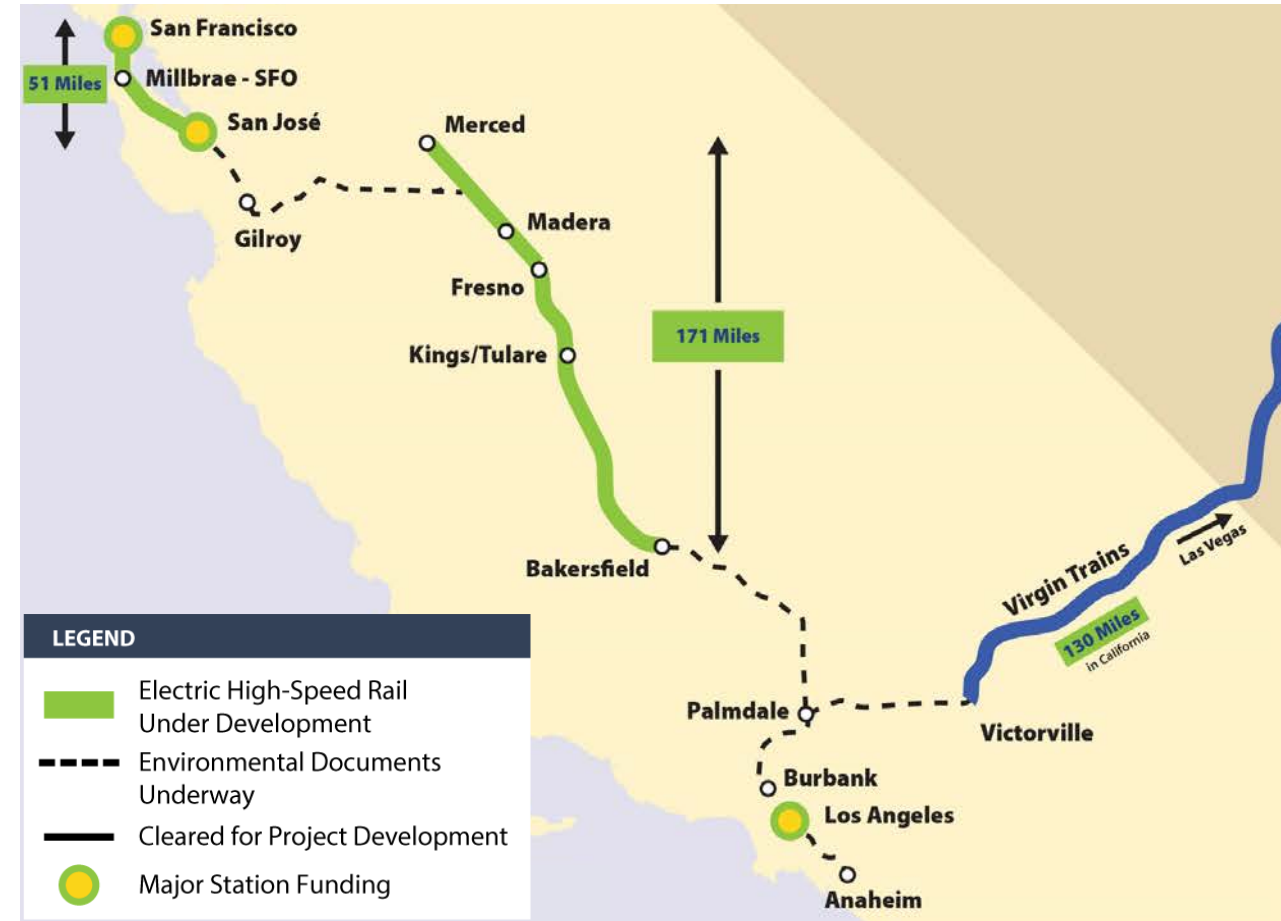 San Francisco
51 Miles
Millbrae - SFO
San José
Merced
Gilroy
Madera
Fresno
171 Miles
Kings/Tulare
Bakersfield
Virgin Trains
Las Vegas
130 Miles
in California
Palmdale
Victorville
Burbank
Los Angeles
Anaheim
LEGEND
Electric High-Speed Rail
Under Development
Environmental Documents
Underway
Cleared for Project Development
Major Station Funding